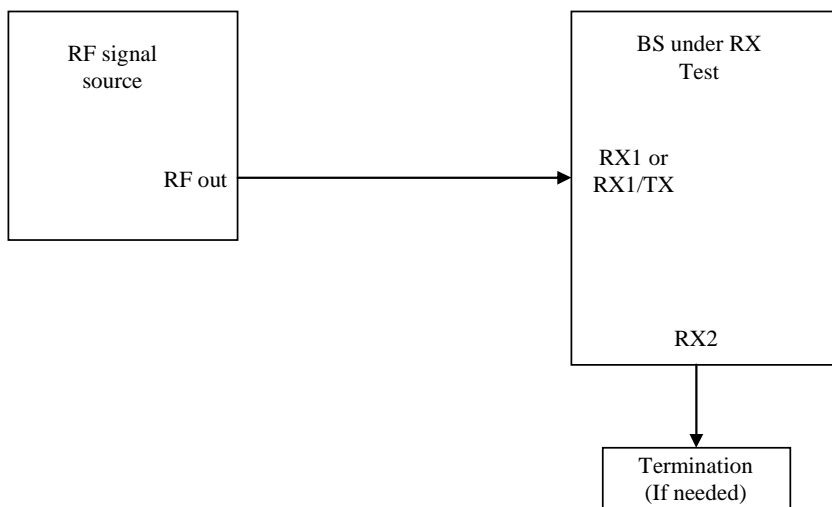 RF signal
source
RF out
BS under RX
Test
RX1 or
RX1/TX
RX2
Termination
(If needed)